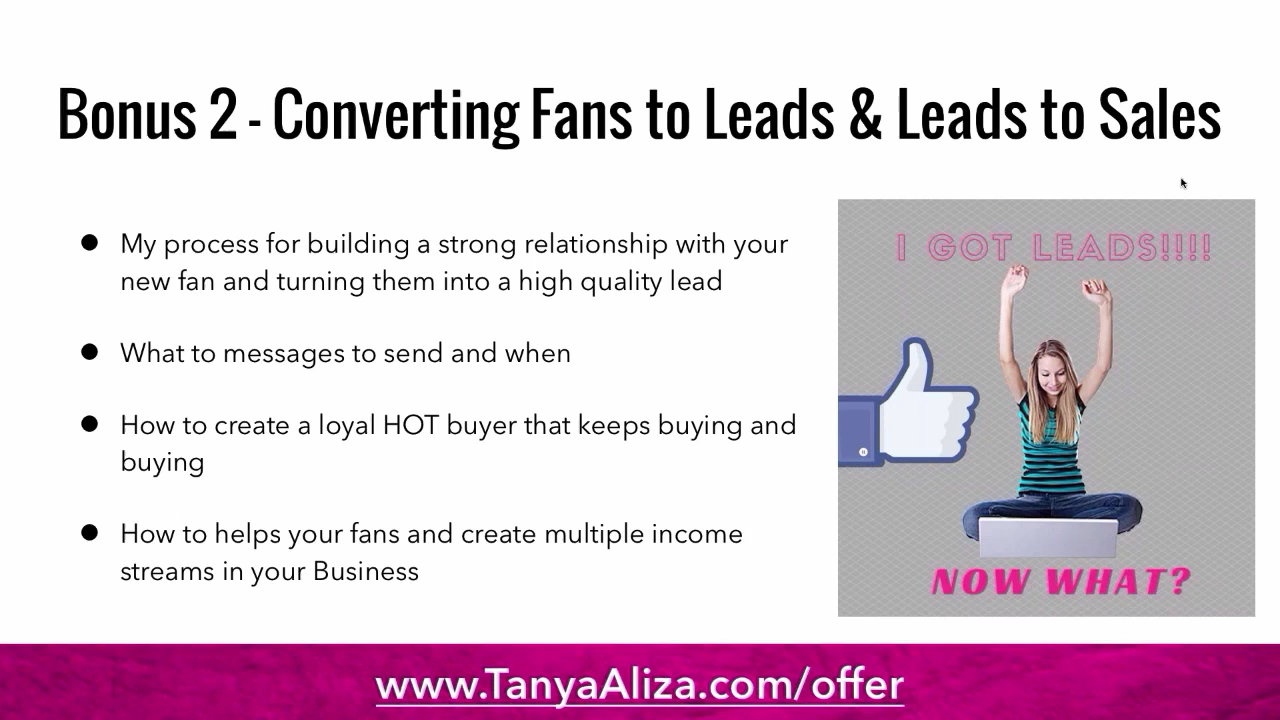 Bonus 2 - Converting Fans to Leads & Leads to Sales
● My process for building a strong relationship with your
new fan and turning them into a high quality lead
● What to messages to send and when
● How to create a loyal HOT buyer that keeps buying and
buying
● How to helps your fans and create multiple income
streams in your Business
I GOT LEADS!!!!
NOW WHAT?
www.TanyaAliza.com/offer